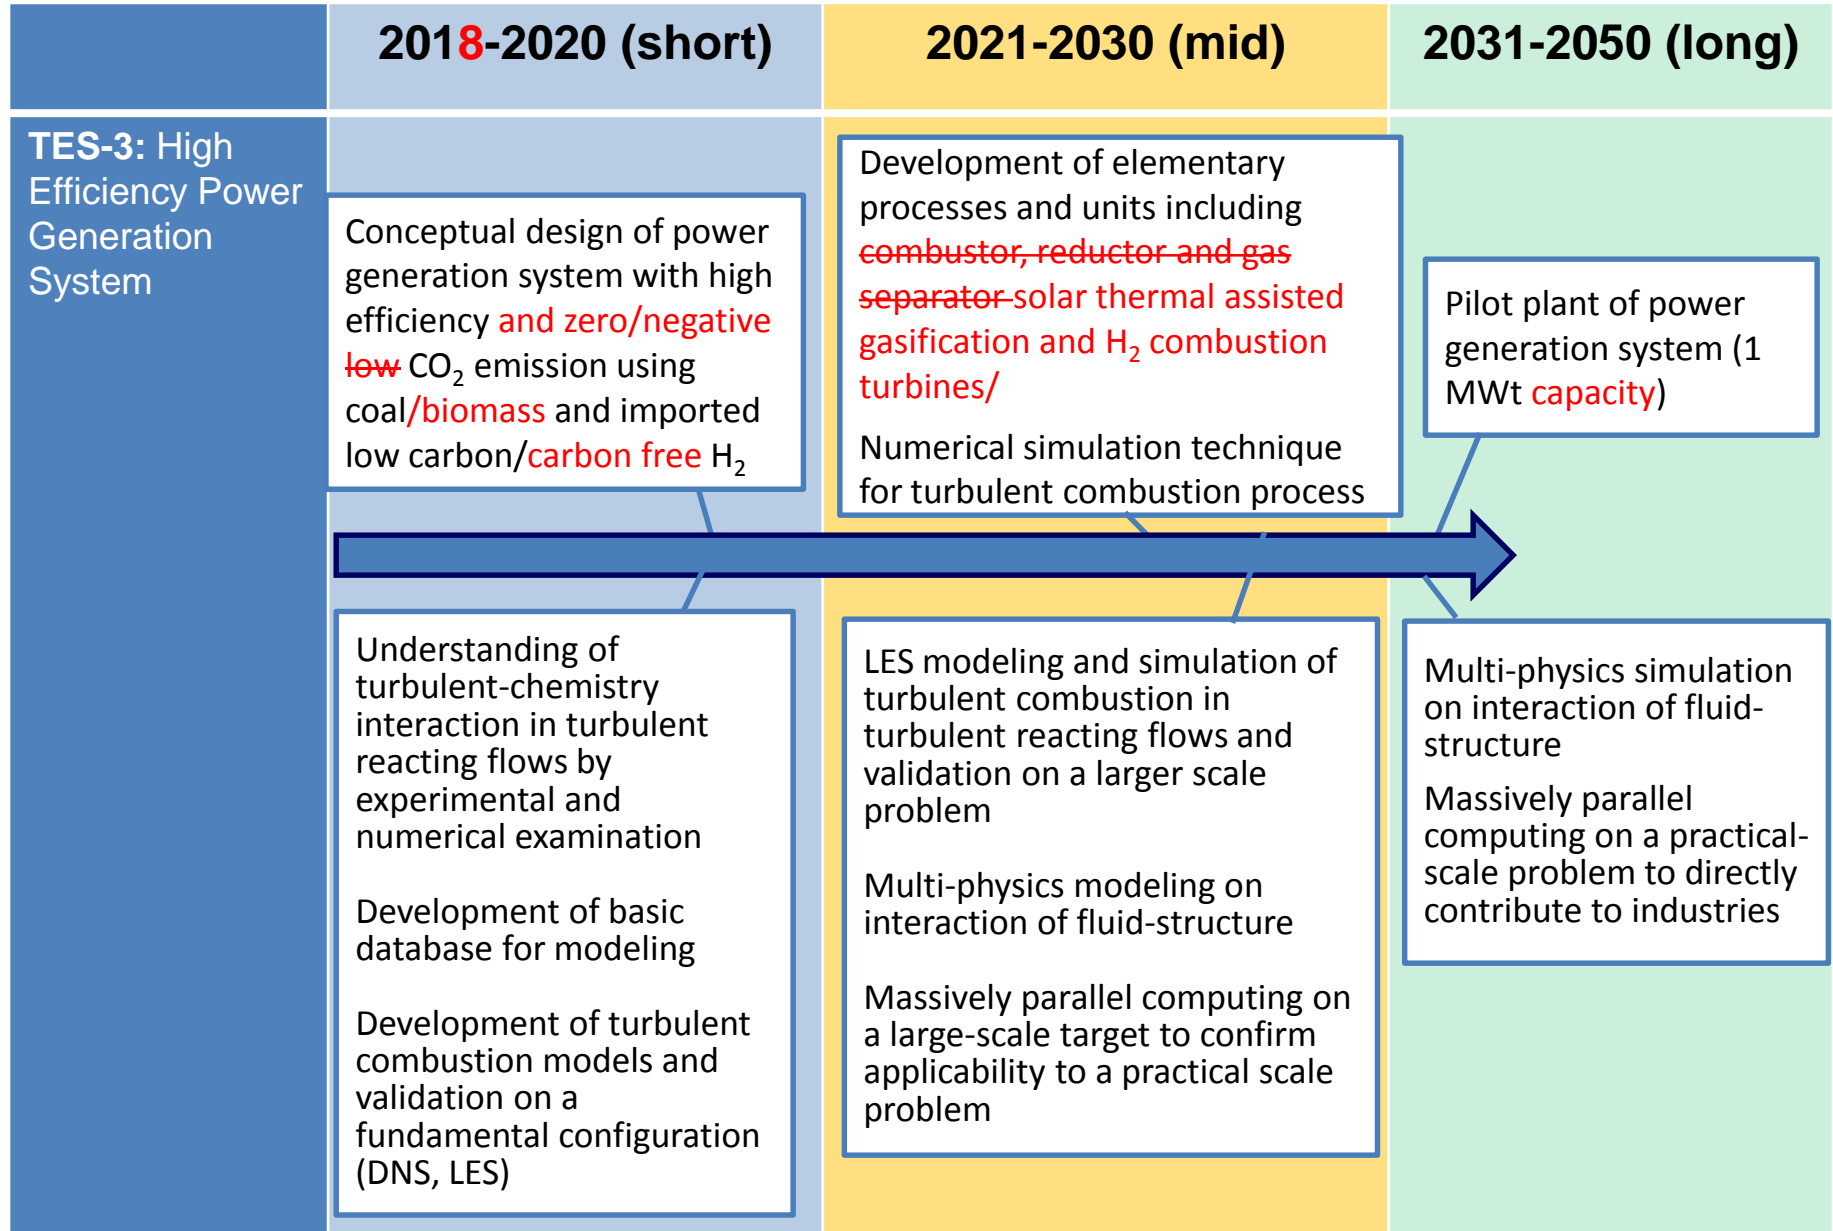 2018-2020 (short)
2021-2030 (mid)
2031-2050 (long)
TES-3: High
Efficiency Power
Generation
System
Conceptual design of power
generation system with high
efficiency and zero/negative
low CO₂ emission using
coal/biomass and imported
low carbon/carbon free H₂
Development of elementary
processes and units including
combustor, reductor and gas
separator solar thermal assisted
gasification and H₂ combustion
turbines/
Numerical simulation technique
for turbulent combustion process
Pilot plant of power
generation system (1
MWt capacity)
Understanding of
turbulent-chemistry
interaction in turbulent
reacting flows by
experimental and
numerical examination
Development of basic
database for modeling
Development of turbulent
combustion models and
validation on a
fundamental configuration
(DNS, LES)
LES modeling and simulation of
turbulent combustion in
turbulent reacting flows and
validation on a larger scale
problem
Multi-physics modeling on
interaction of fluid-structure
Massively parallel computing on
a large-scale target to confirm
applicability to a practical scale
problem
Multi-physics simulation
on interaction of fluid-
structure
Massively parallel
computing on a practical-
scale problem to directly
contribute to industries